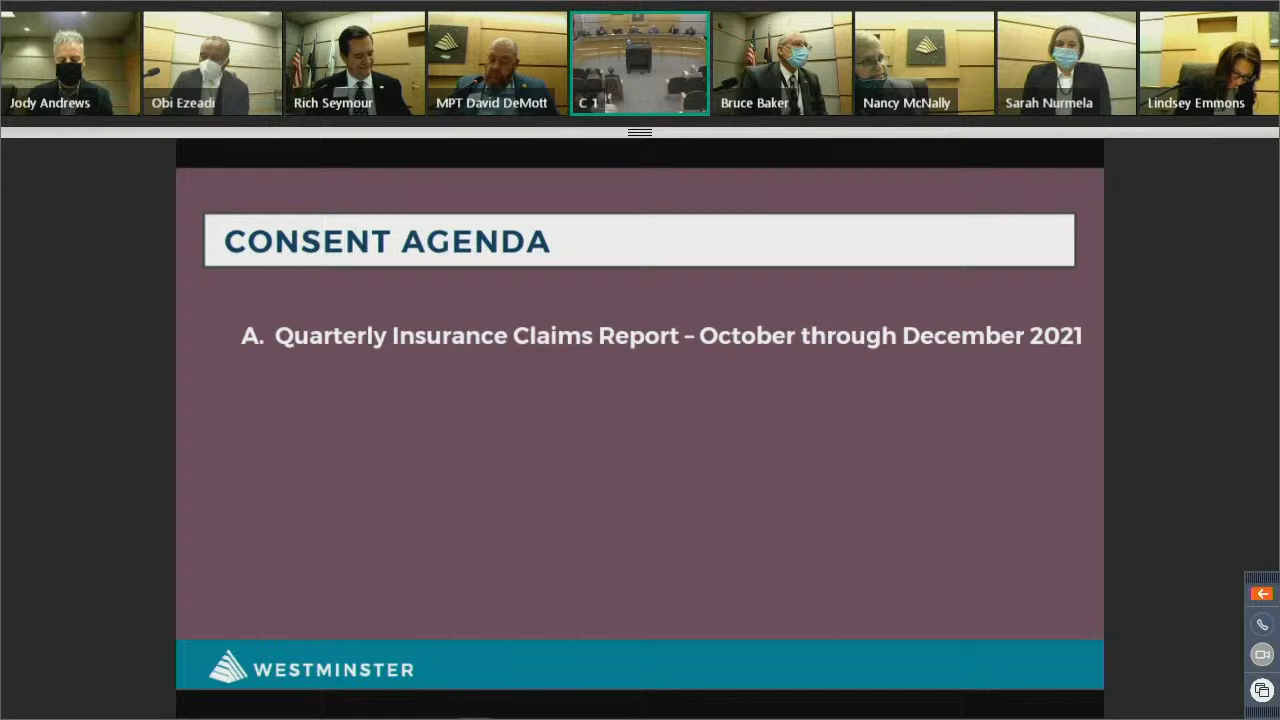 Jody Andrews
Obi Ezeadi
Rich Seymour
MPT David DeMott
C 1
Bruce Baker
Nancy McNally
Sarah Nurmela
Lindsey Emmons
CONSENT AGENDA
A. Quarterly Insurance Claims Report – October through December 2021
WESTMINSTER